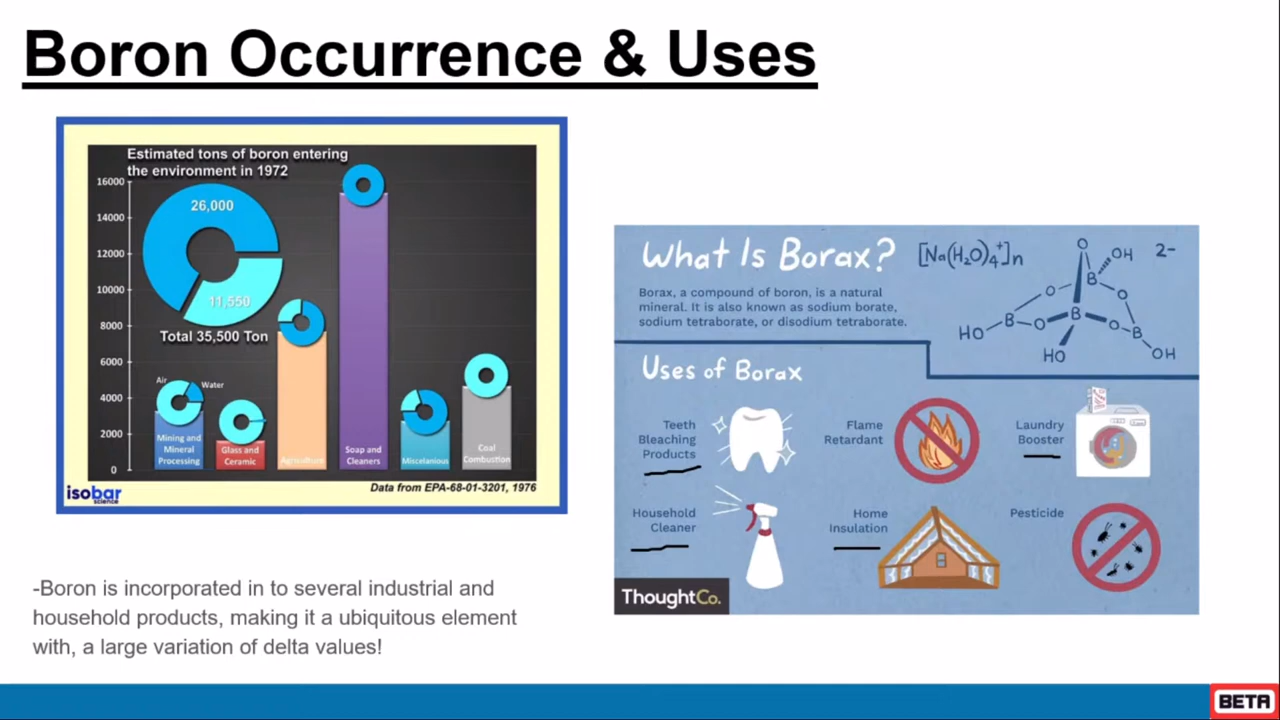 Boron Occurrence & Uses
Estimated tons of boron entering
the environment in 1972
16000
14000
12000
10000
8000
6000
4000
2000
0
26,000
11,550
Total 35,500 Ton
Air
Water
Mining and
Mineral
Processing
Glass and
Ceramic
Agriculture
Soap and
Cleaners
Miscelanious
Coal
Combustion
isobar
science
Data from EPA-68-01-3201, 1976
-Boron is incorporated in to several industrial and
household products, making it a ubiquitous element
with, a large variation of delta values!
What Is Borax?
[Na(H₂O)₄⁺]n
Borax, a compound of boron, is a natural
mineral. It is also known as sodium borate,
sodium tetraborate, or disodium tetraborate.
O
OH
2-
B
O
O
HO
B
O
B
O
B
HO
OH
Uses of Borax
Teeth
Bleaching
Products
Flame
Retardant
Laundry
Booster
Household
Cleaner
Home
Insulation
Pesticide
ThoughtCo.
BETA